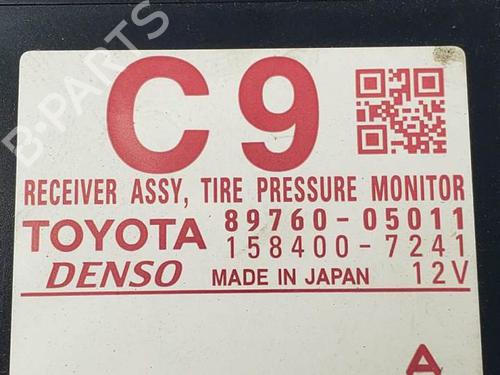 C9
RECEIVER ASSY, TIRE PRESSURE MONITOR
TOYOTA 89760-05011
158400-7241
DENSO MADE IN JAPAN 12V
A
B-PARTS